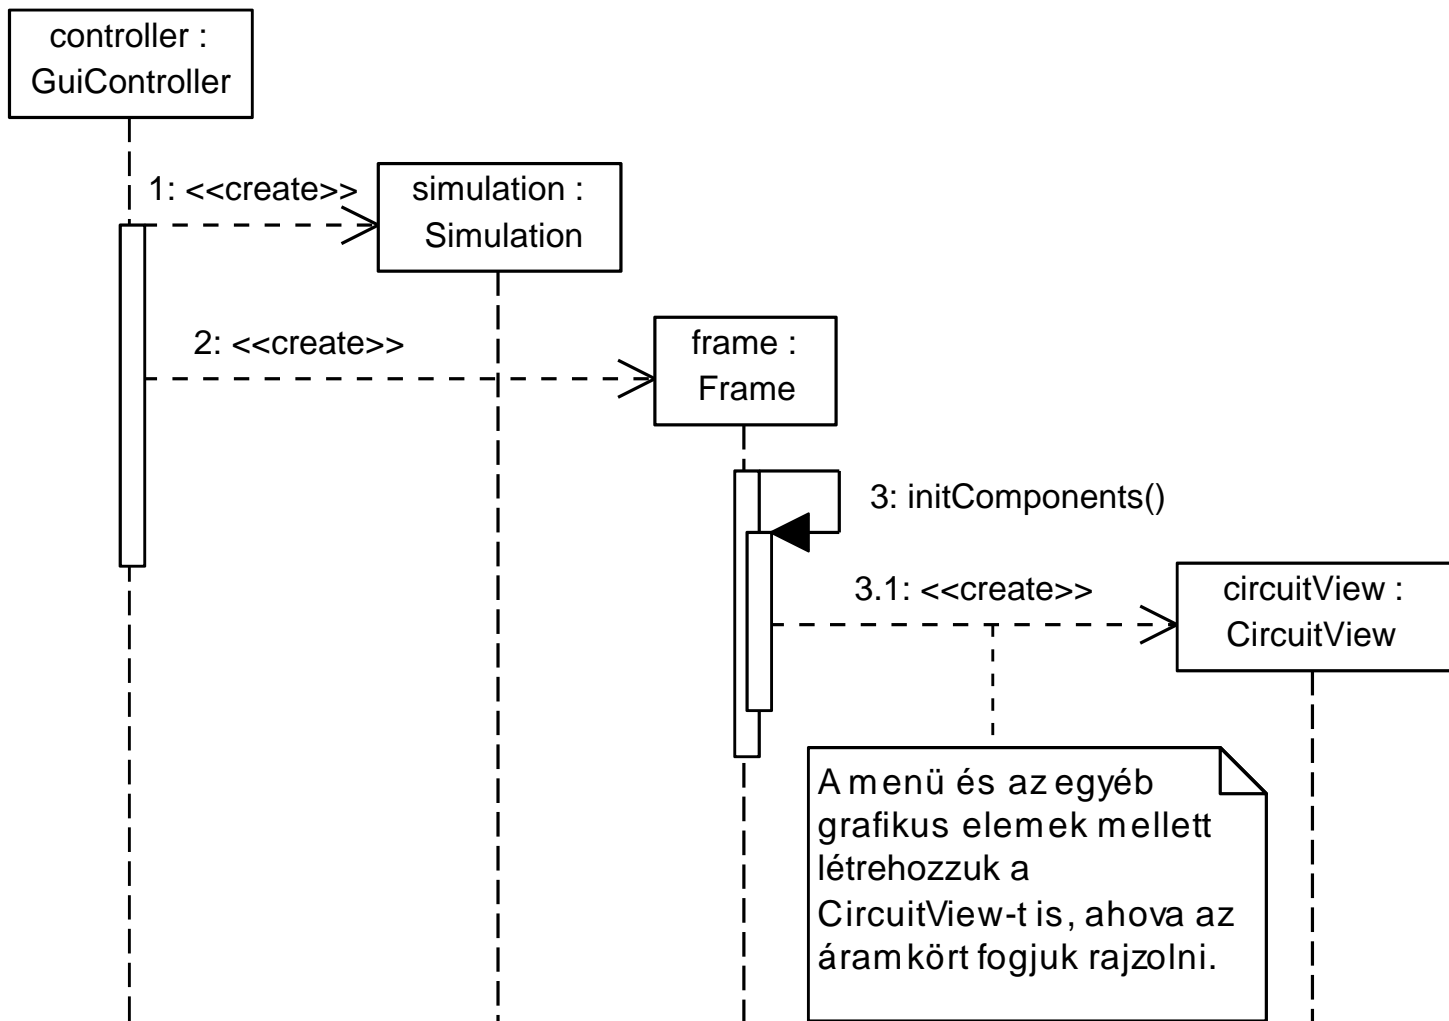 controller :
GuiController
1: <<create>>
simulation :
Simulation
2: <<create>>
frame :
Frame
3: initComponents()
3.1: <<create>>
circuitView :
CircuitView
A menü és az egyéb
grafikus elemek mellett
létrehozzuk a
CircuitView-t is, ahova az
áramkört fogjuk rajzolni.